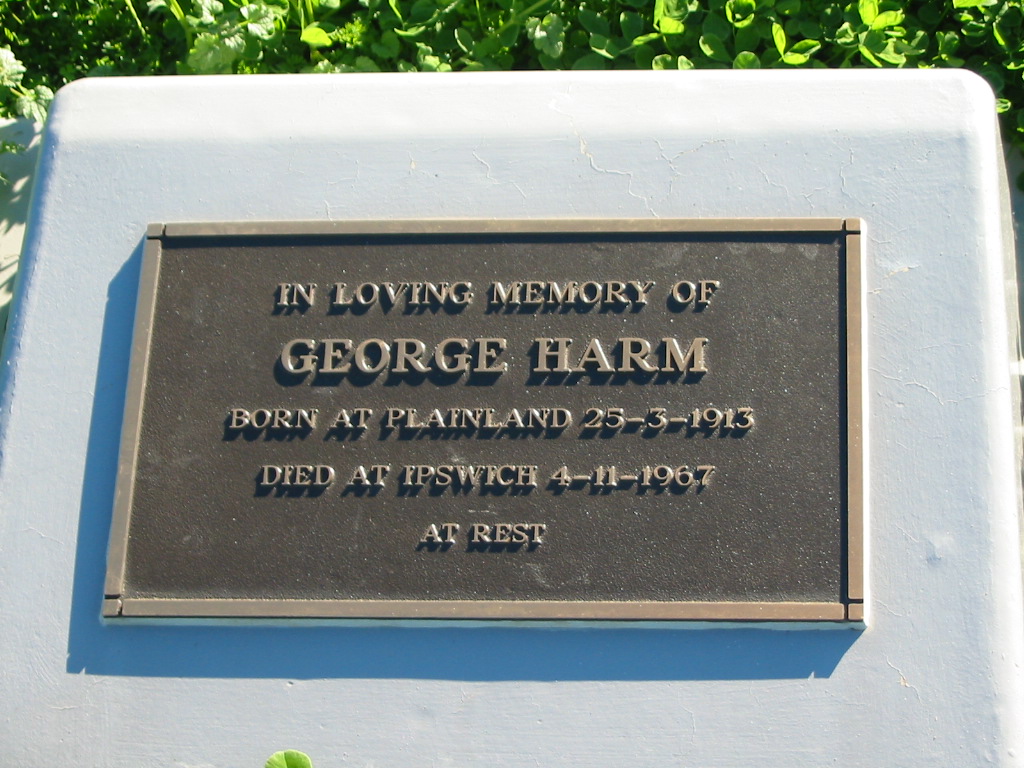 IN LOVING MEMORY OF
GEORGE HARM
BORN AT PLAINLAND 25-3-1913
DIED AT IPSWICH 4-11-1967
AT REST